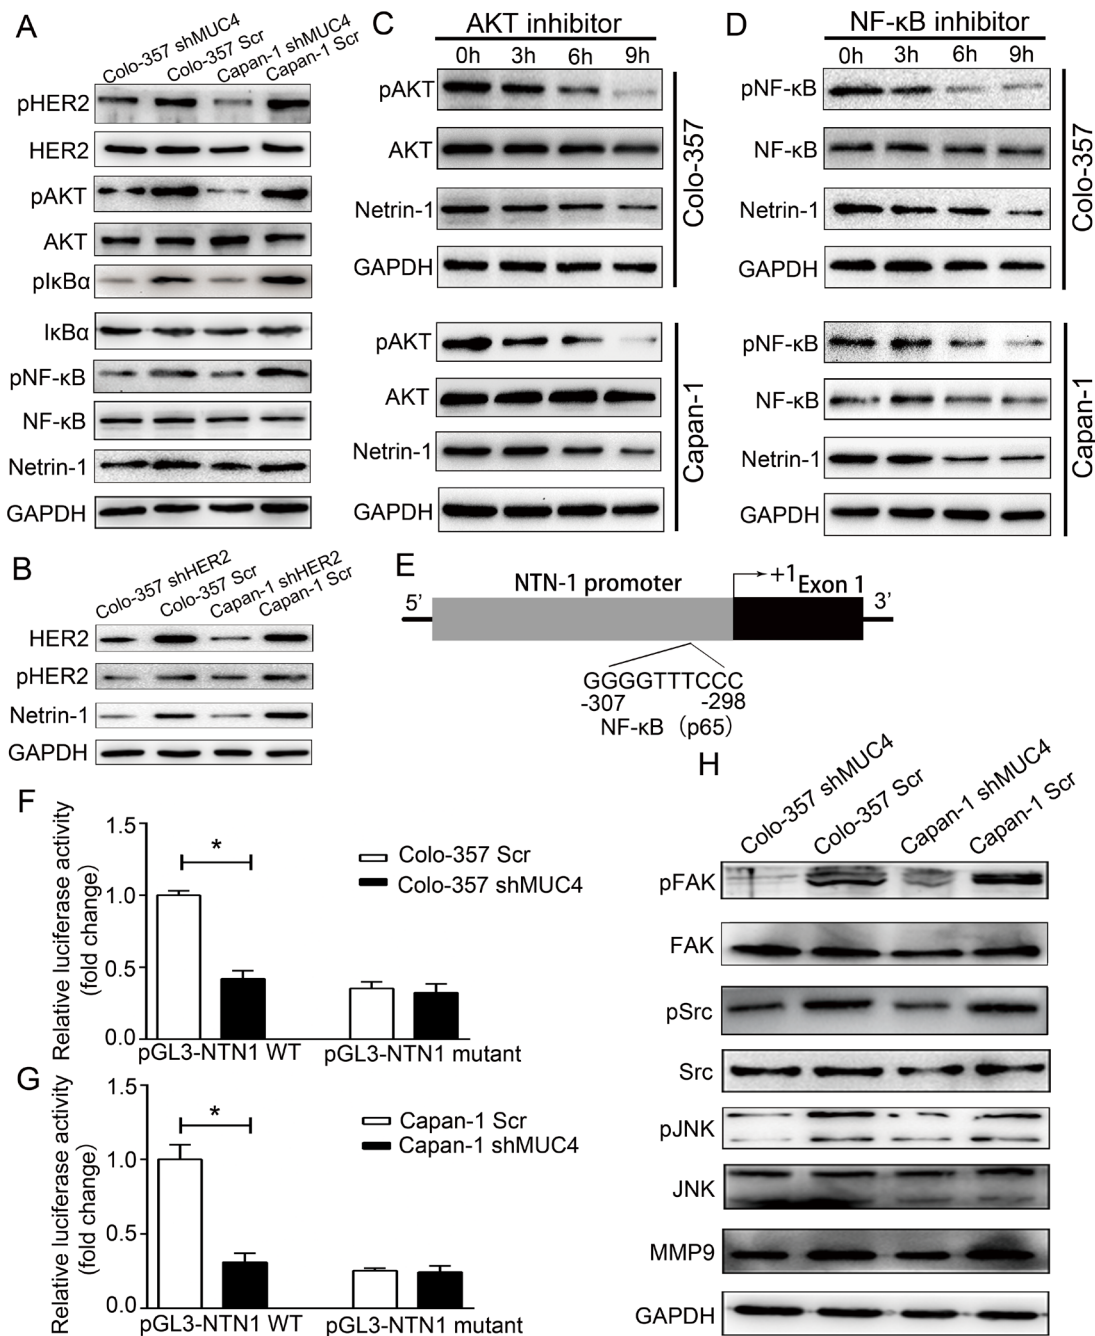 A
Colo-357 shMUC4
Colo-357 Scr
Capan-1 shMUC4
Capan-1 Scr
pHER2
HER2
pAKT
AKT
pIκBα
IκBα
pNF-κB
NF-κB
Netrin-1
GAPDH
B
Colo-357 shHER2
Colo-357 Scr
Capan-1 shHER2
Capan-1 Scr
HER2
pHER2
Netrin-1
GAPDH
C
AKT inhibitor
0h 3h 6h 9h
pAKT
AKT
Netrin-1
GAPDH
Colo-357
pAKT
AKT
Netrin-1
GAPDH
Capan-1
D
NF-κB inhibitor
0h 3h 6h 9h
pNF-κB
NF-κB
Netrin-1
GAPDH
Colo-357
pNF-κB
NF-κB
Netrin-1
GAPDH
Capan-1
E
NTN-1 promoter
+1
Exon 1
5’
3’
GGGGTTTCCC
-307 -298
NF-κB (p65)
F
Relative luciferase activity
(fold change)
1.5
1.0
0.5
0.0
*
Colo-357 Scr
Colo-357 shMUC4
pGL3-NTN1 WT pGL3-NTN1 mutant
G
Relative luciferase activity
(fold change)
1.5
1.0
0.5
0.0
*
Capan-1 Scr
Capan-1 shMUC4
pGL3-NTN1 WT pGL3-NTN1 mutant
H
Colo-357 shMUC4
Colo-357 Scr
Capan-1 shMUC4
Capan-1 Scr
pFAK
FAK
pSrc
Src
pJNK
JNK
MMP9
GAPDH